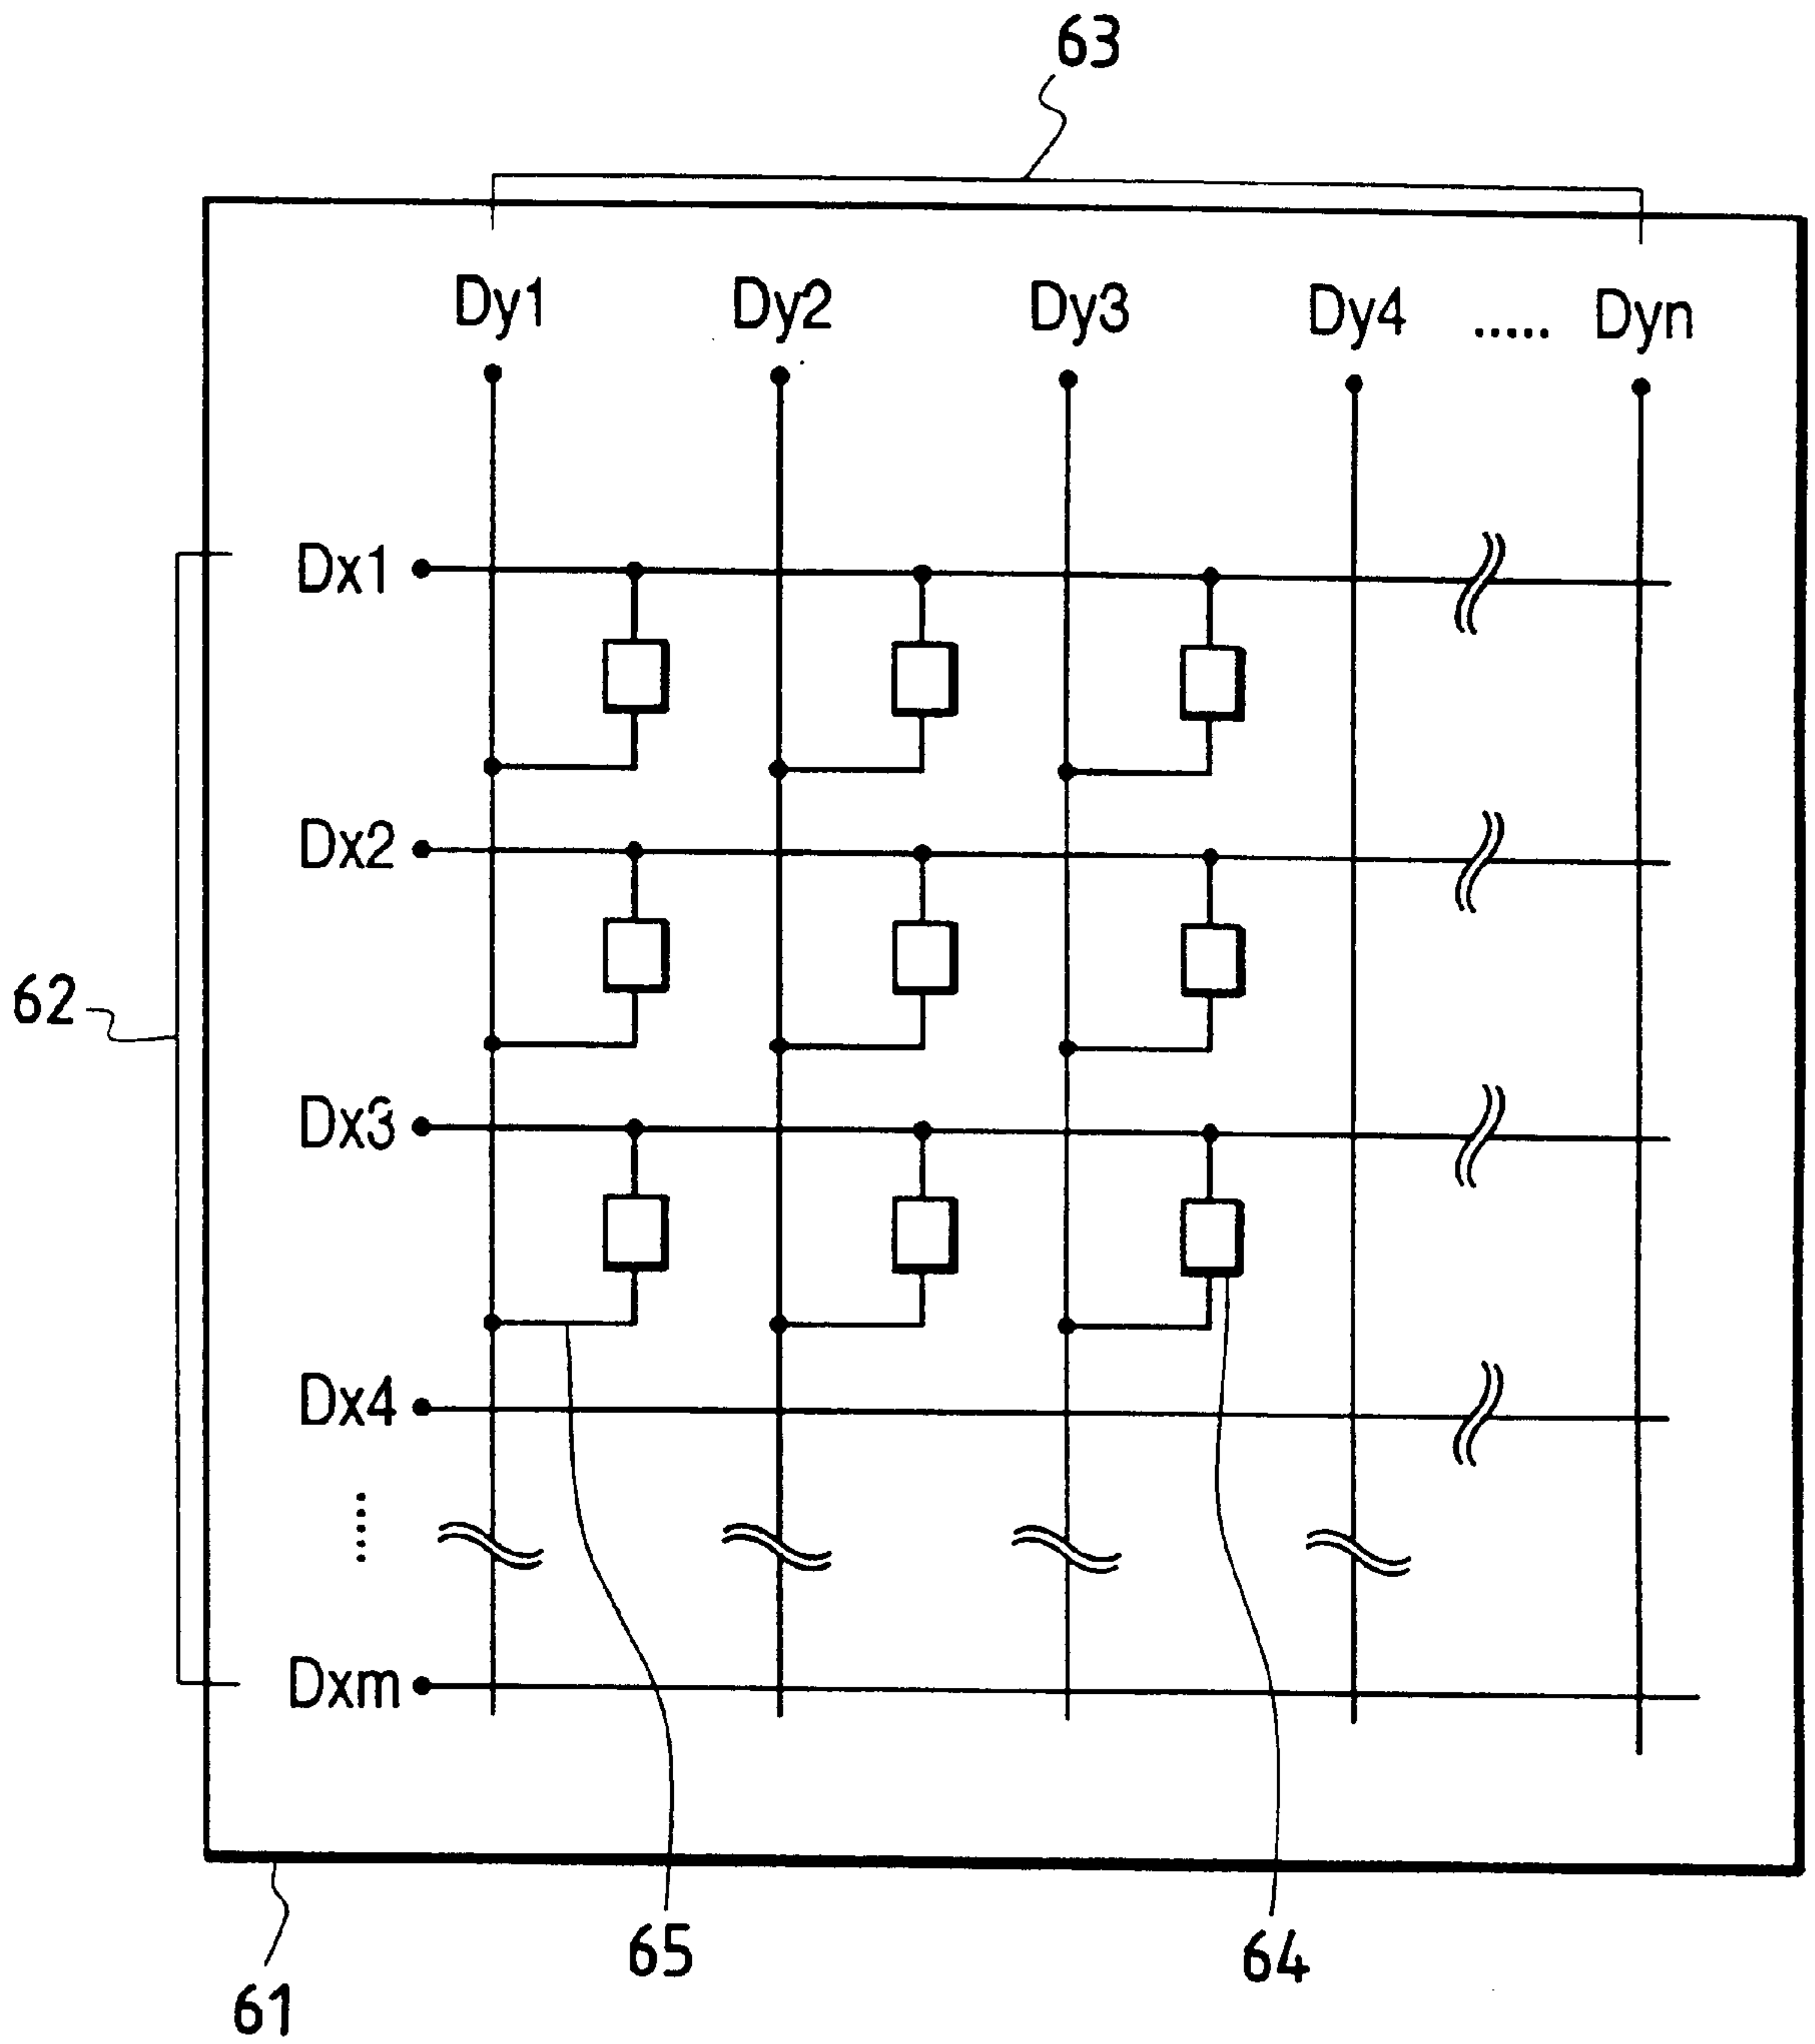 63
Dy1 Dy2 Dy3 Dy4 ..... Dyn
Dx1
Dx2
62
Dx3
Dx4
.....
Dxm
65
64
61